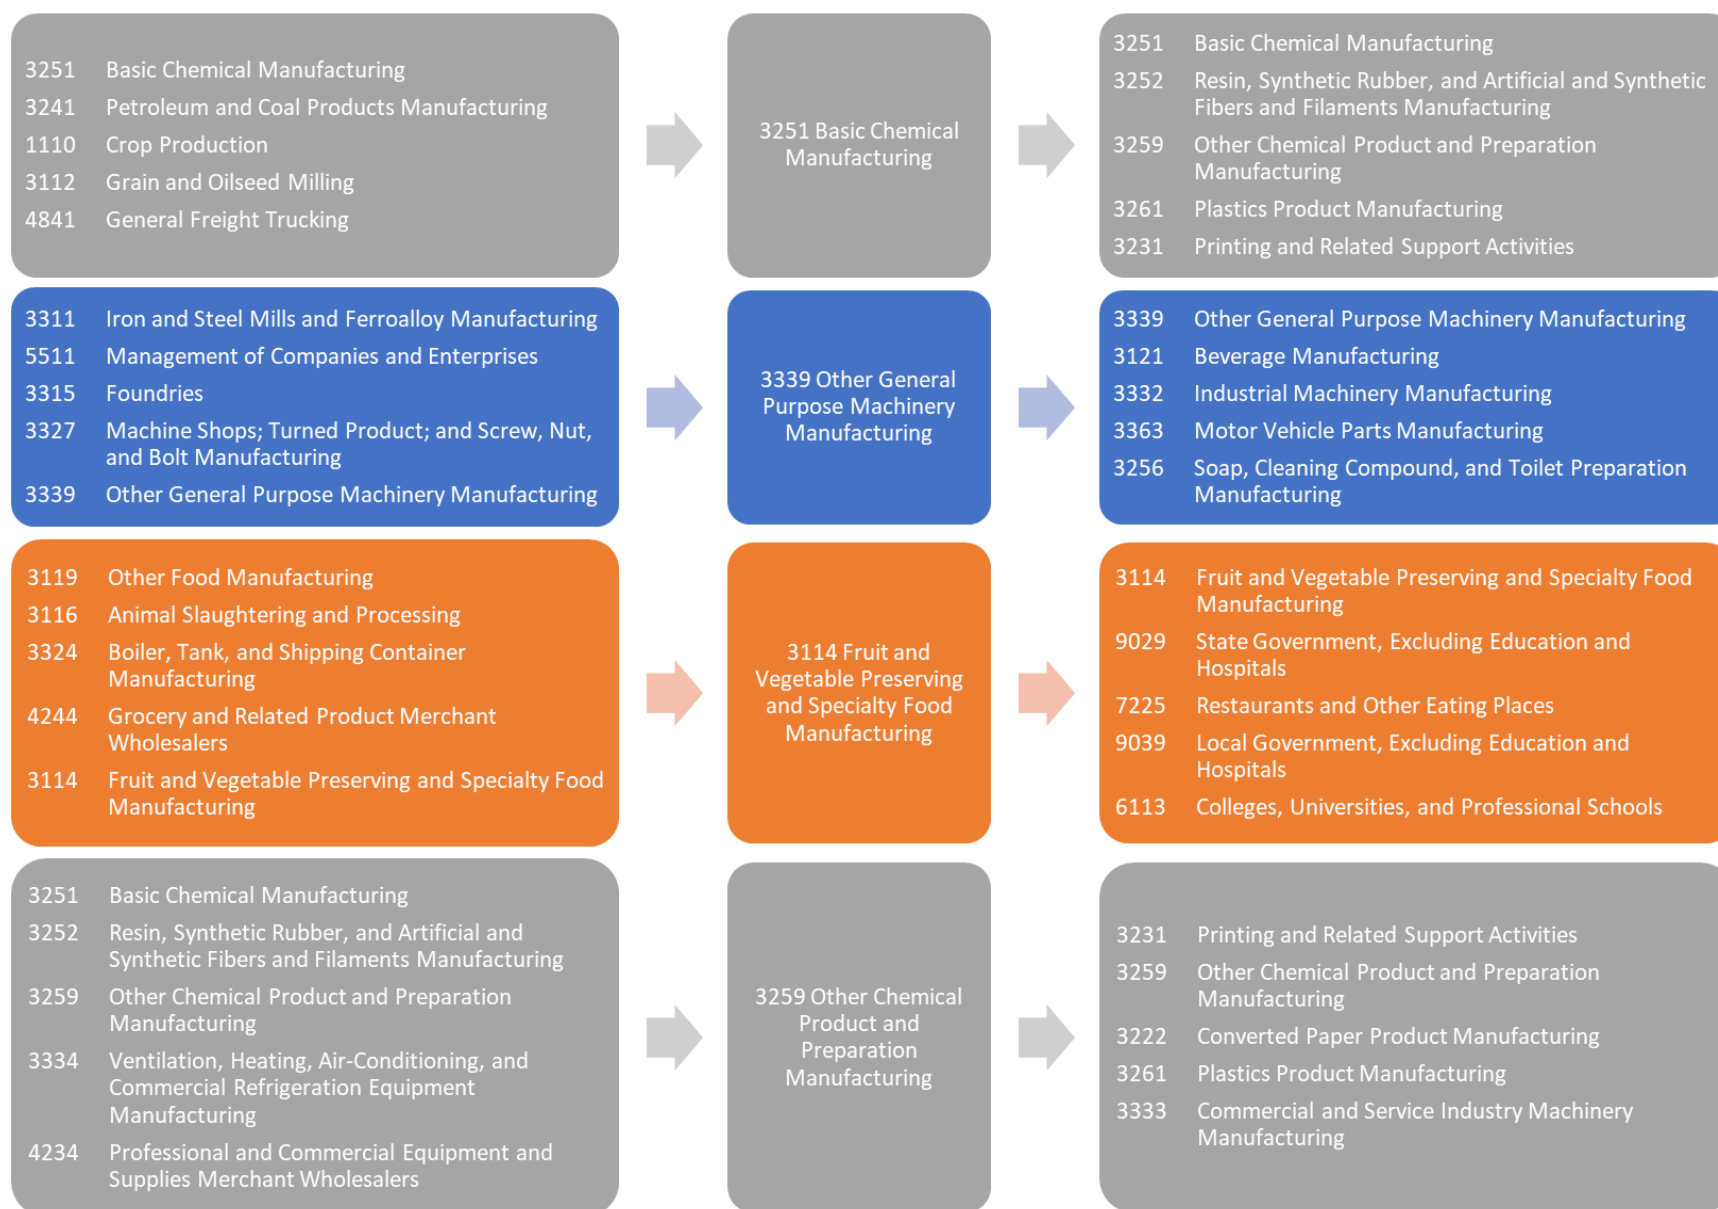 3251 Basic Chemical Manufacturing
3241 Petroleum and Coal Products Manufacturing
1110 Crop Production
3112 Grain and Oilseed Milling
4841 General Freight Trucking
3251 Basic Chemical
Manufacturing
3251 Basic Chemical Manufacturing
3252 Resin, Synthetic Rubber, and Artificial and Synthetic
Fibers and Filaments Manufacturing
3259 Other Chemical Product and Preparation
Manufacturing
3261 Plastics Product Manufacturing
3231 Printing and Related Support Activities
3311 Iron and Steel Mills and Ferroalloy Manufacturing
5511 Management of Companies and Enterprises
3315 Foundries
3327 Machine Shops; Turned Product; and Screw, Nut,
and Bolt Manufacturing
3339 Other General Purpose Machinery Manufacturing
3339 Other General
Purpose Machinery
Manufacturing
3339 Other General Purpose Machinery Manufacturing
3121 Beverage Manufacturing
3332 Industrial Machinery Manufacturing
3363 Motor Vehicle Parts Manufacturing
3256 Soap, Cleaning Compound, and Toilet Preparation
Manufacturing
3119 Other Food Manufacturing
3116 Animal Slaughtering and Processing
3324 Boiler, Tank, and Shipping Container
Manufacturing
4244 Grocery and Related Product Merchant
Wholesalers
3114 Fruit and Vegetable Preserving and Specialty Food
Manufacturing
3114 Fruit and
Vegetable Preserving
and Specialty Food
Manufacturing
3114 Fruit and Vegetable Preserving and Specialty Food
Manufacturing
9029 State Government, Excluding Education and
Hospitals
7225 Restaurants and Other Eating Places
9039 Local Government, Excluding Education and
Hospitals
6113 Colleges, Universities, and Professional Schools
3251 Basic Chemical Manufacturing
3252 Resin, Synthetic Rubber, and Artificial and
Synthetic Fibers and Filaments Manufacturing
3259 Other Chemical Product and Preparation
Manufacturing
3334 Ventilation, Heating, Air-Conditioning, and
Commercial Refrigeration Equipment
Manufacturing
4234 Professional and Commercial Equipment and
Supplies Merchant Wholesalers
3259 Other Chemical
Product and
Preparation
Manufacturing
3231 Printing and Related Support Activities
3259 Other Chemical Product and Preparation
Manufacturing
3222 Converted Paper Product Manufacturing
3261 Plastics Product Manufacturing
3333 Commercial and Service Industry Machinery
Manufacturing